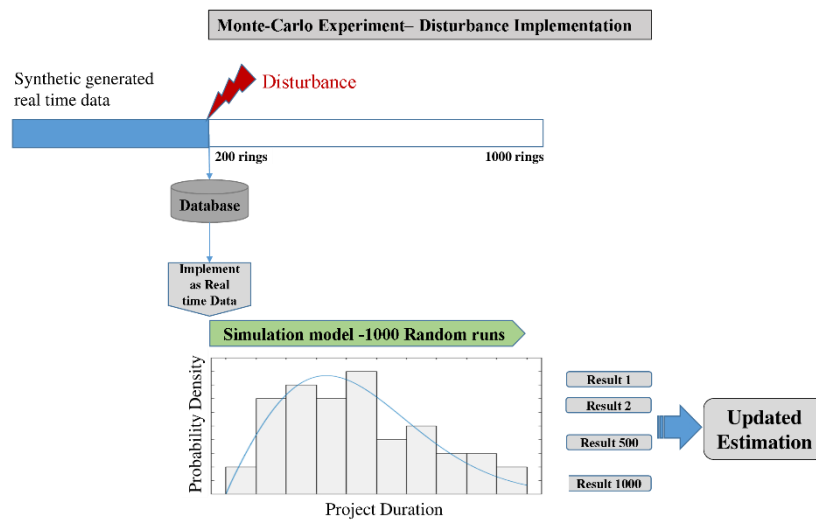 Monte-Carlo Experiment– Disturbance Implementation
Synthetic generated
real time data
Disturbance
200 rings
1000 rings
Database
Implement
as Real
time Data
Simulation model -1000 Random runs
Probability Density
Project Duration
Result 1
Result 2
Result 500
Result 1000
Updated
Estimation